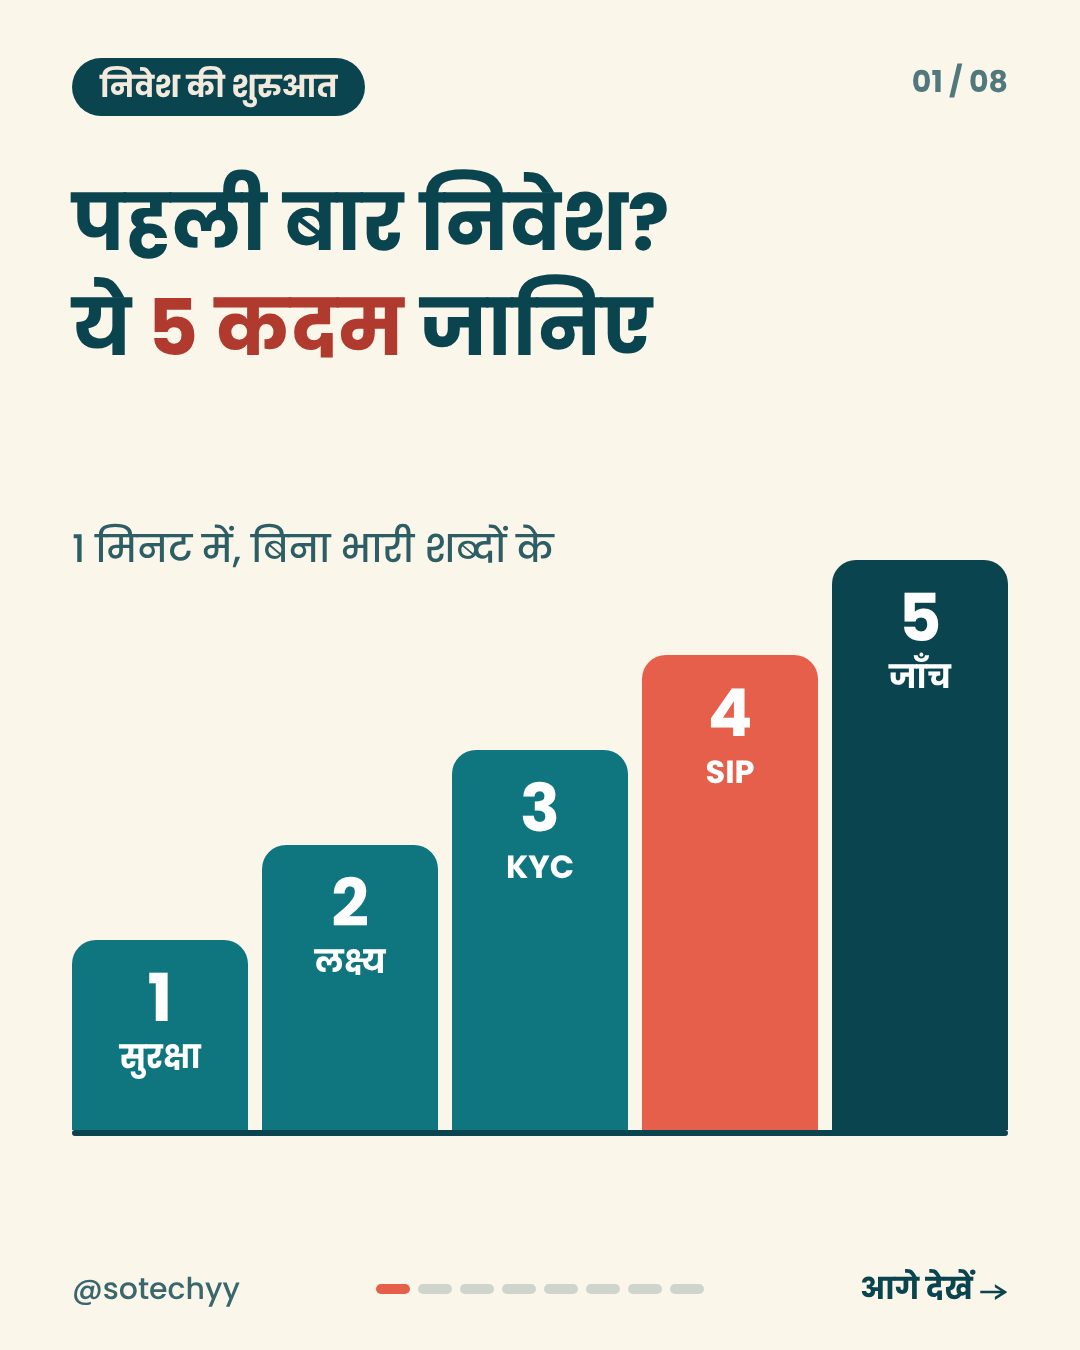 निवेश की शुरुआत
01 / 08
पहली बार निवेश?
ये 5 कदम जानिए
1 मिनट में, बिना भारी शब्दों के
1
सुरक्षा
2
लक्ष्य
3
KYC
4
SIP
5
जाँच
@sotechyy
आगे देखें →